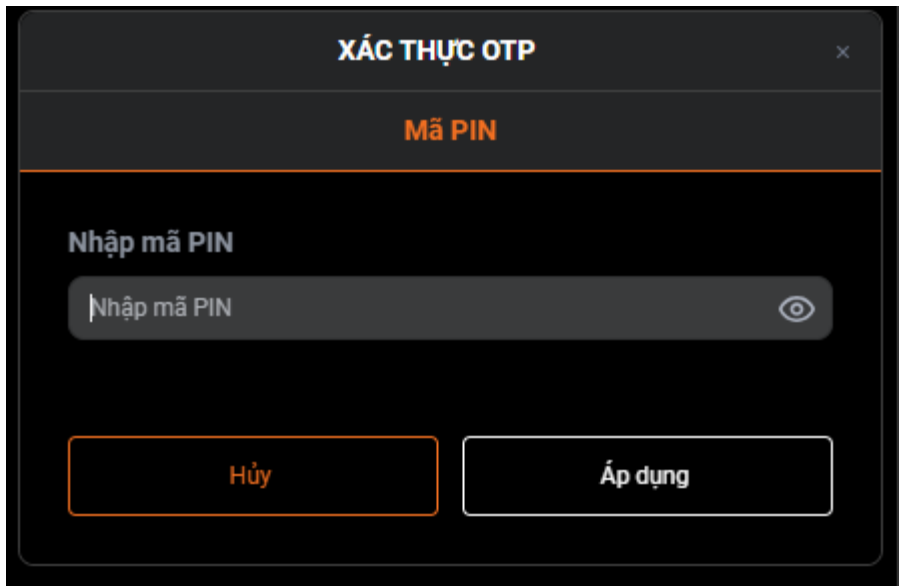 XÁC THỰC OTP ×
Mã PIN
Nhập mã PIN
Nhập mã PIN
Hủy Áp dụng